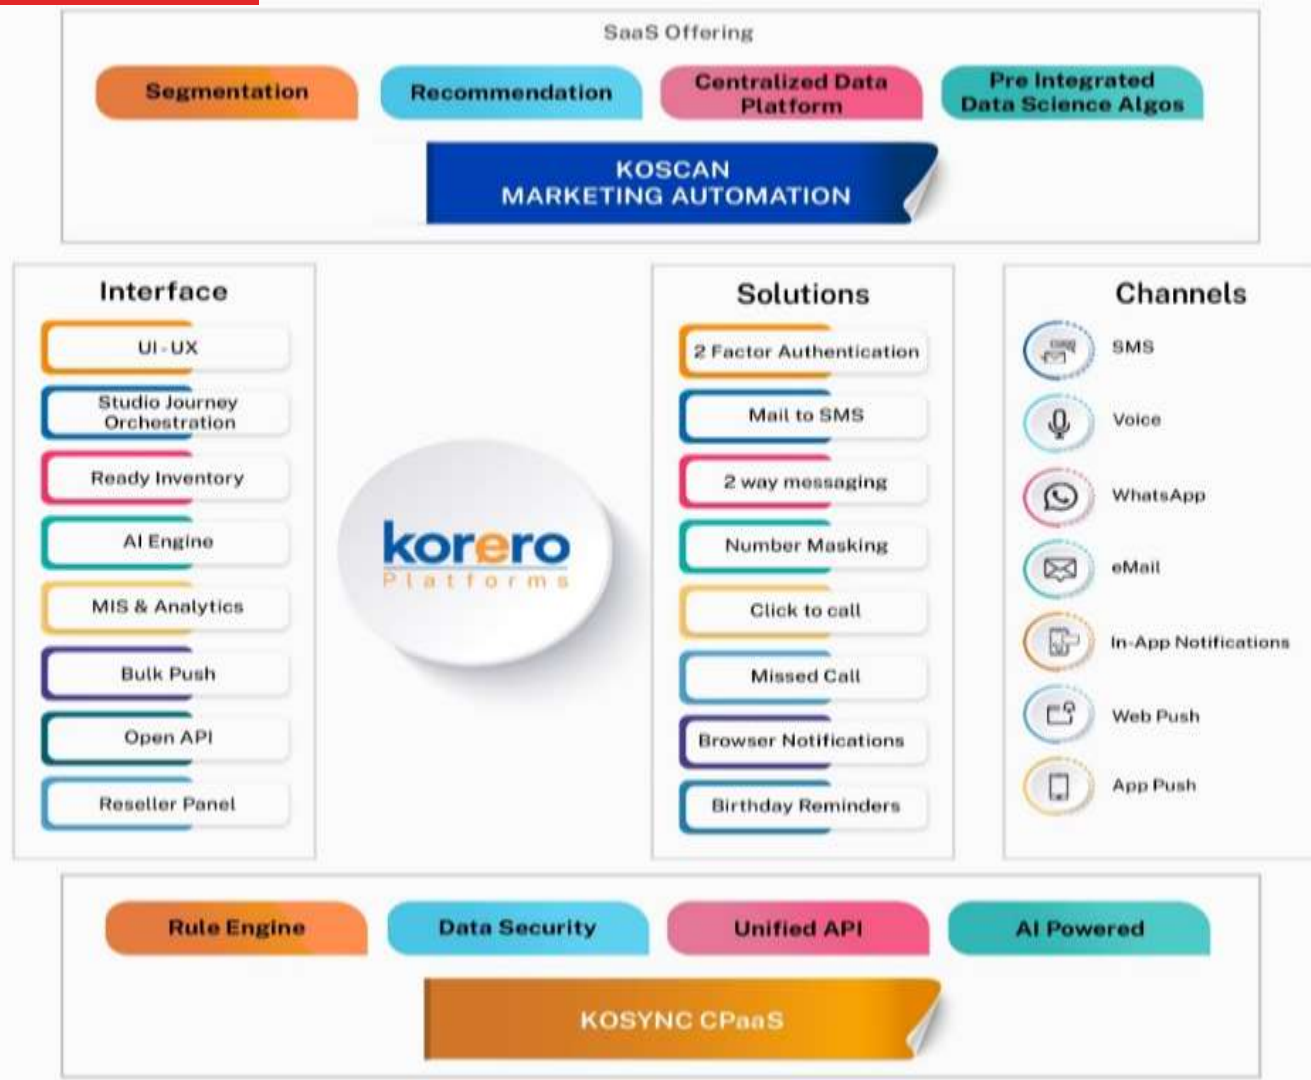 SaaS Offering
Segmentation
Recommendation
Centralized Data
Platform
Pre Integrated
Data Science Algos
KOSCAN
MARKETING AUTOMATION
Interface
UI-UX
Studio Journey
Orchestration
Ready Inventory
AI Engine
MIS & Analytics
Bulk Push
Open API
Reseller Panel
korero
Platforms
Solutions
2 Factor Authentication
Mail to SMS
2 way messaging
Number Masking
Click to call
Missed Call
Browser Notifications
Birthday Reminders
Channels
SMS
Voice
WhatsApp
eMail
In-App Notifications
Web Push
App Push
Rule Engine
Data Security
Unified API
AI Powered
KOSYNC CPaaS